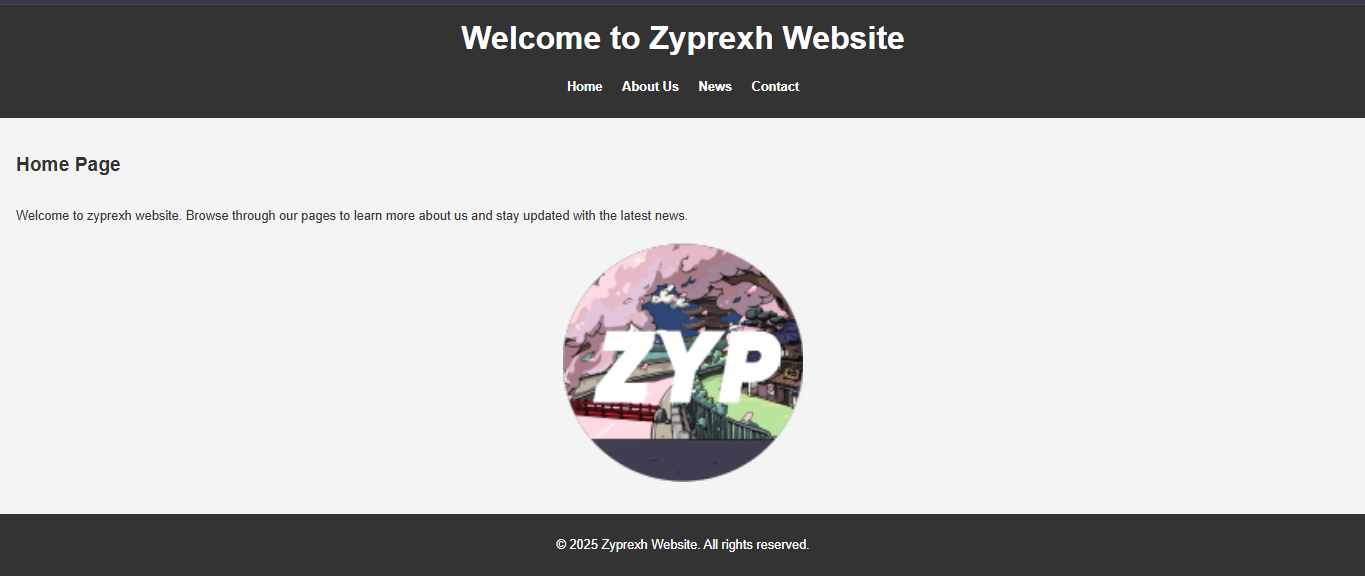 Welcome to Zyprexh Website
Home About Us News Contact
Home Page
Welcome to zyprexh website. Browse through our pages to learn more about us and stay updated with the latest news.
ZYP
© 2025 Zyprexh Website. All rights reserved.